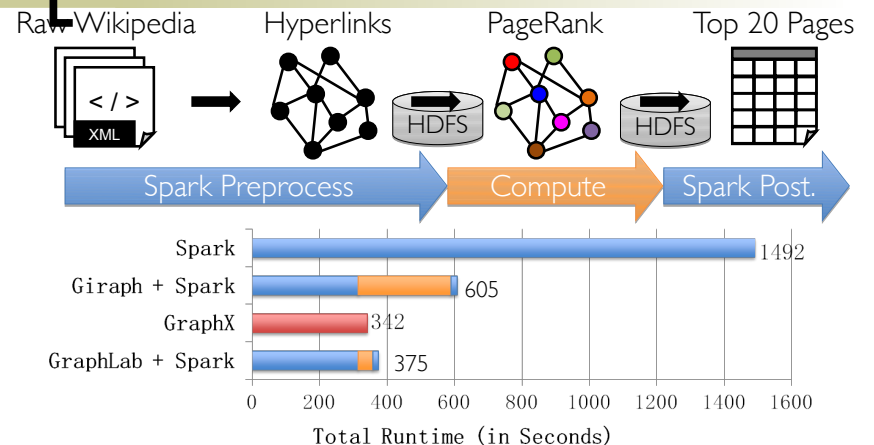 Raw Wikipedia Hyperlinks PageRank Top 20 Pages
< / >
XML
HDFS
HDFS
Spark Preprocess Compute Spark Post.
Spark 1492
Giraph + Spark 605
GraphX 342
GraphLab + Spark 375
0 200 400 600 800 1000 1200 1400 1600
Total Runtime (in Seconds)